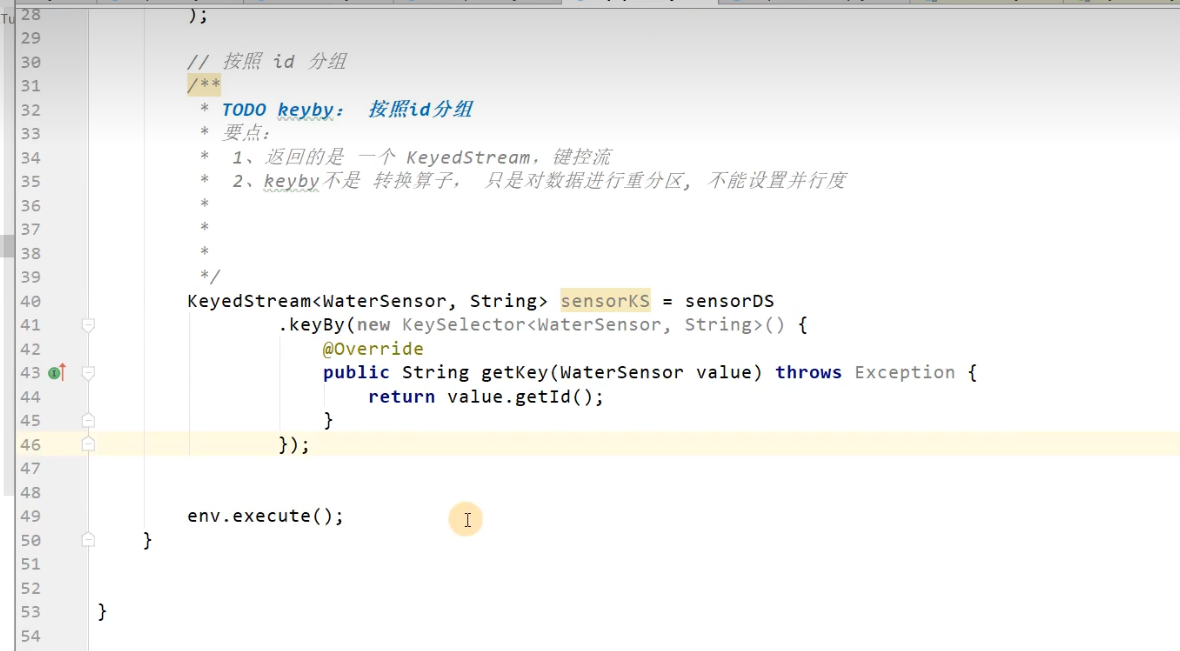 Tu
28 );
29
30 // 按照 id 分组
31 /**
32 * TODO keyby： 按照id分组
33 * 要点：
34 * 1、返回的是 一个 KeyedStream，键控流
35 * 2、keyby不是 转换算子， 只是对数据进行重分区, 不能设置并行度
36 *
37 *
38 *
39 */
40 KeyedStream<WaterSensor, String> sensorKS = sensorDS
41 .keyBy(new KeySelector<WaterSensor, String>() {
42 @Override
43 public String getKey(WaterSensor value) throws Exception {
44 return value.getId();
45 }
46 });
47
48
49 env.execute();
50 }
51
52
53 }
54